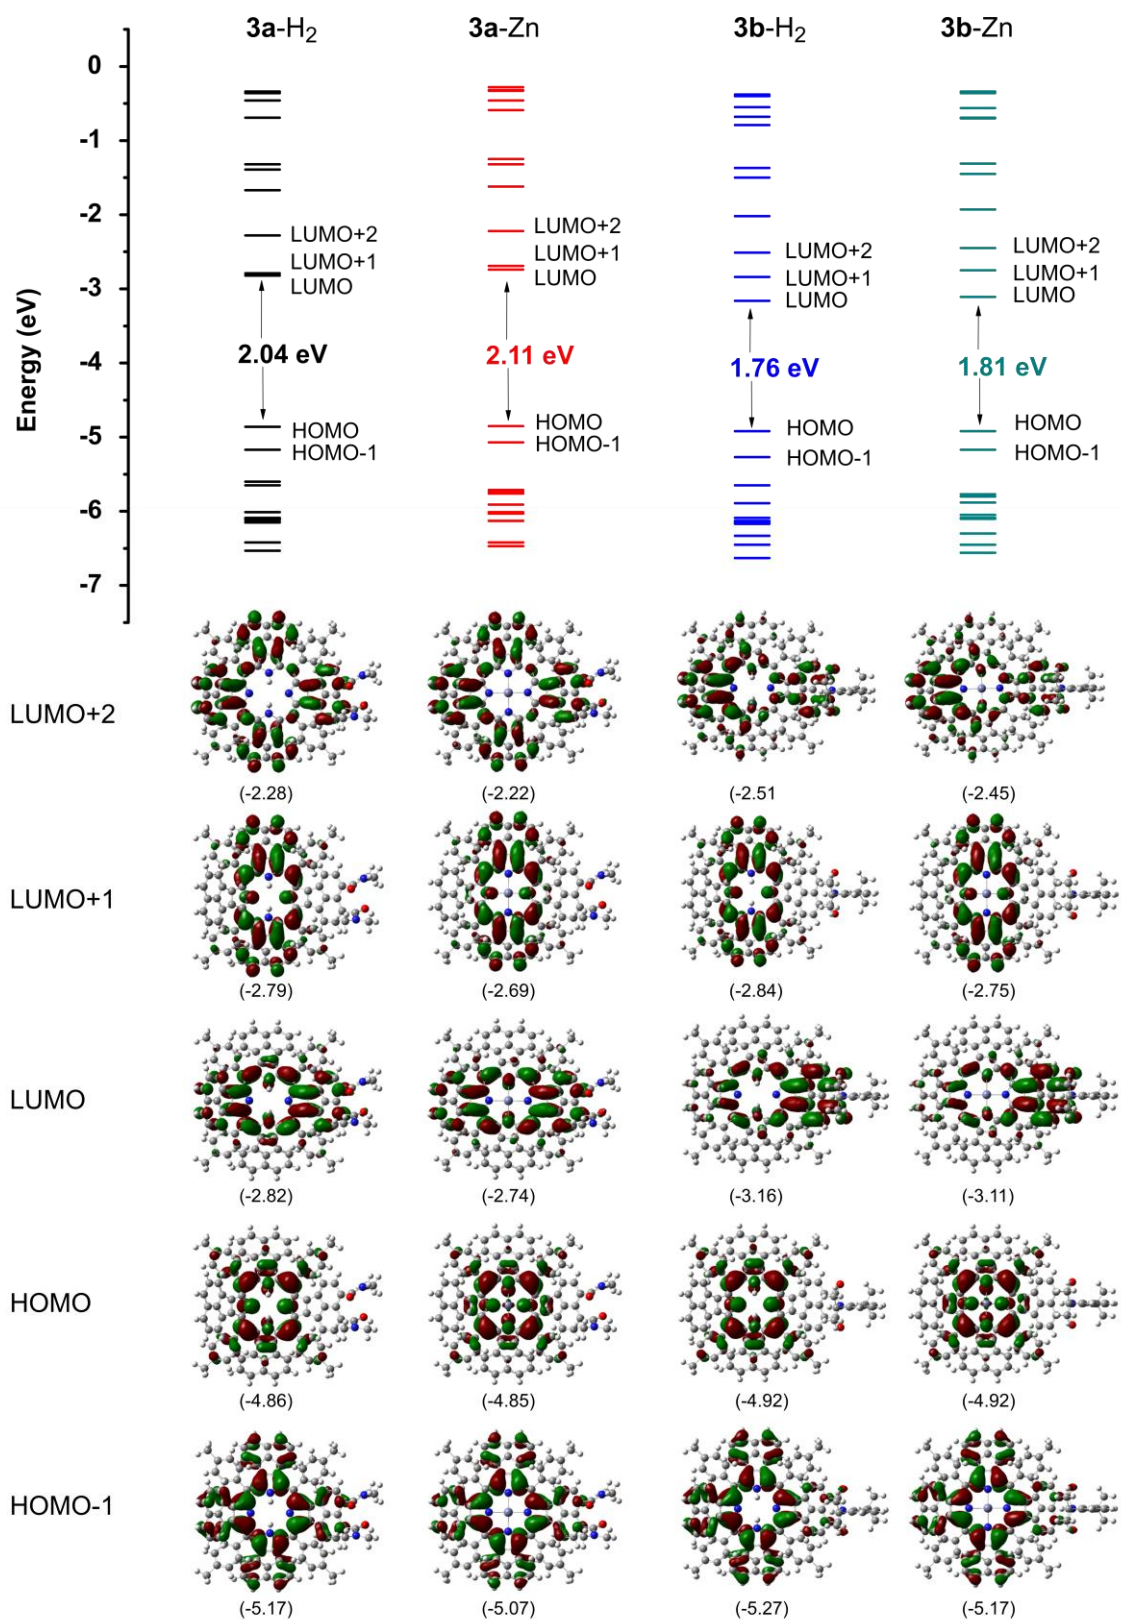 3a-H2 3a-Zn 3b-H2 3b-Zn
0
-1
-2
-3
-4
-5
-6
-7
Energy (eV)
LUMO+2
LUMO+1
LUMO
2.04 eV
HOMO
HOMO-1
LUMO+2
LUMO+1
LUMO
2.11 eV
HOMO
HOMO-1
LUMO+2
LUMO+1
LUMO
1.76 eV
HOMO
HOMO-1
LUMO+2
LUMO+1
LUMO
1.81 eV
HOMO
HOMO-1
LUMO+2
(-2.28) (-2.22) (-2.51 (-2.45)
LUMO+1
(-2.79) (-2.69) (-2.84) (-2.75)
LUMO
(-2.82) (-2.74) (-3.16) (-3.11)
HOMO
(-4.86) (-4.85) (-4.92) (-4.92)
HOMO-1
(-5.17) (-5.07) (-5.27) (-5.17)